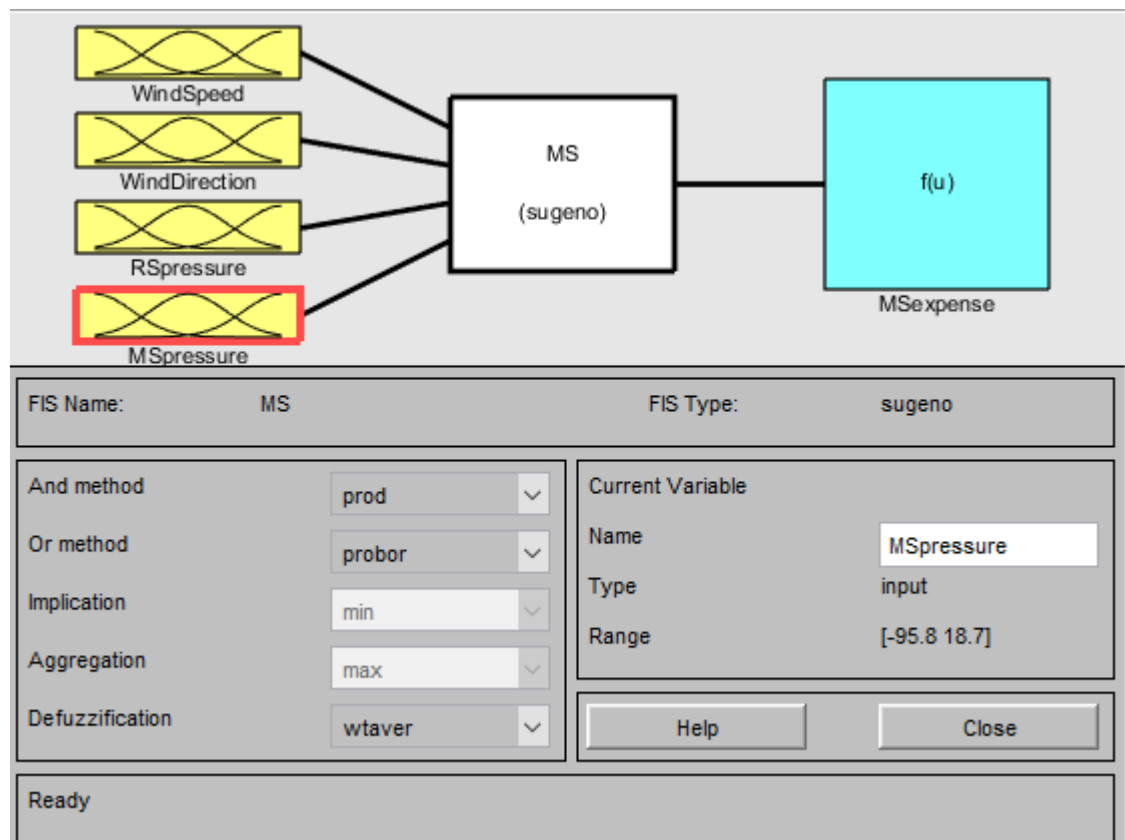 WindSpeed
WindDirection
RSpressure
MSpressure
MS
(sugeno)
f(u)
MSexpense
FIS Name: MS FIS Type: sugeno
And method prod
Or method probor
Implication min
Aggregation max
Defuzzification wtaver
Current Variable
Name MSpressure
Type input
Range [-95.8 18.7]
Help Close
Ready